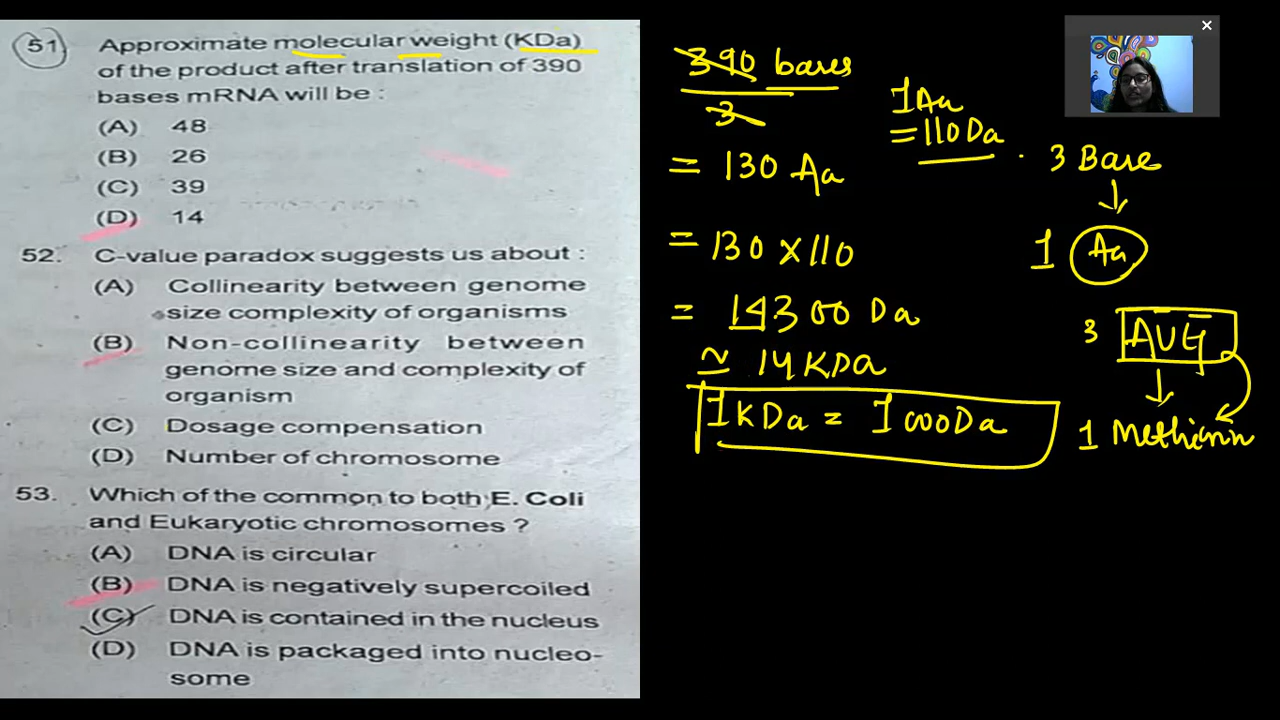 51. Approximate molecular weight (KDa)
of the product after translation of 390
bases mRNA will be :
(A) 48
(B) 26
(C) 39
(D) 14
52. C-value paradox suggests us about :
(A) Collinearity between genome
size complexity of organisms
(B) Non-collinearity between
genome size and complexity of
organism
(C) Dosage compensation
(D) Number of chromosome
53. Which of the common to both E. Coli
and Eukaryotic chromosomes ?
(A) DNA is circular
(B) DNA is negatively supercoiled
(C) DNA is contained in the nucleus
(D) DNA is packaged into nucleo-
some
390 bases
3
= 130 Aa
= 130 X 110
= 14300 Da
≈ 14 KDa
1 KDa = 1000 Da
1 Aa
= 110 Da
3 Base
↓
1 Aa
3 AUG
↓
1 Methionin